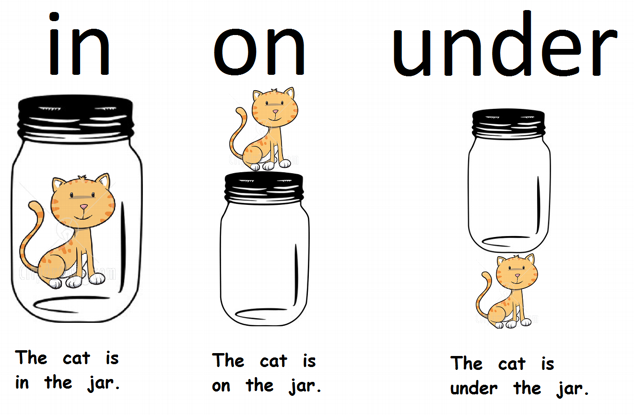 in
on
under
The cat is
in the jar.
The cat is
on the jar.
The cat is
under the jar.